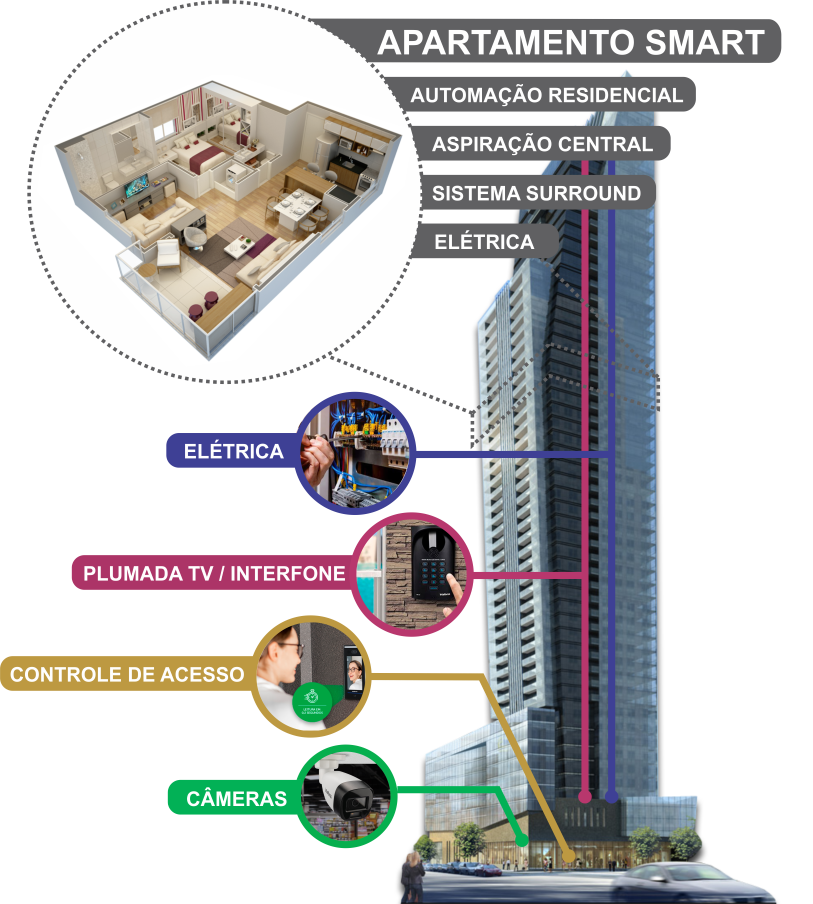 APARTAMENTO SMART
AUTOMAÇÃO RESIDENCIAL
ASPIRAÇÃO CENTRAL
SISTEMA SURROUND
ELÉTRICA
ELÉTRICA
PLUMADA TV / INTERFONE
CONTROLE DE ACESSO
CÂMERAS